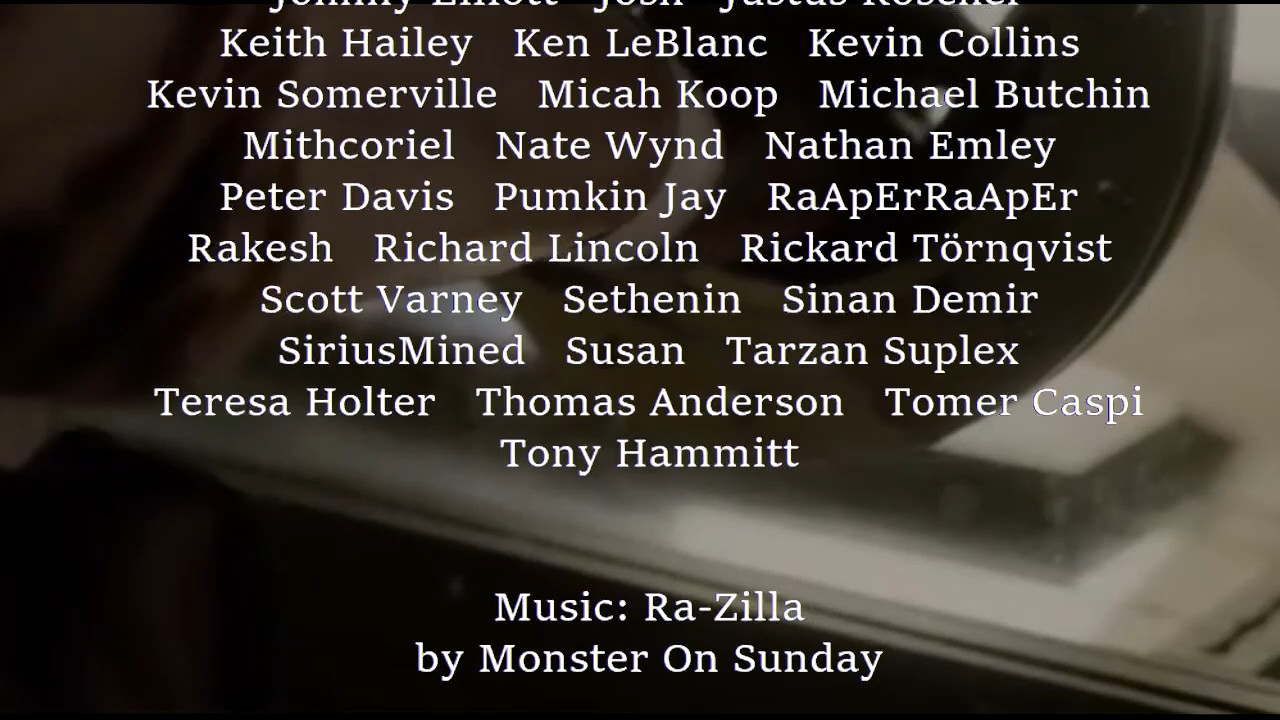 Keith Hailey Ken LeBlanc Kevin Collins
Kevin Somerville Micah Koop Michael Butchin
Mithcoriel Nate Wynd Nathan Emley
Peter Davis Pumkin Jay RaApErRaApEr
Rakesh Richard Lincoln Rickard Törnqvist
Scott Varney Sethenin Sinan Demir
SiriusMined Susan Tarzan Suplex
Teresa Holter Thomas Anderson Tomer Caspi
Tony Hammitt
Music: Ra-Zilla
by Monster On Sunday